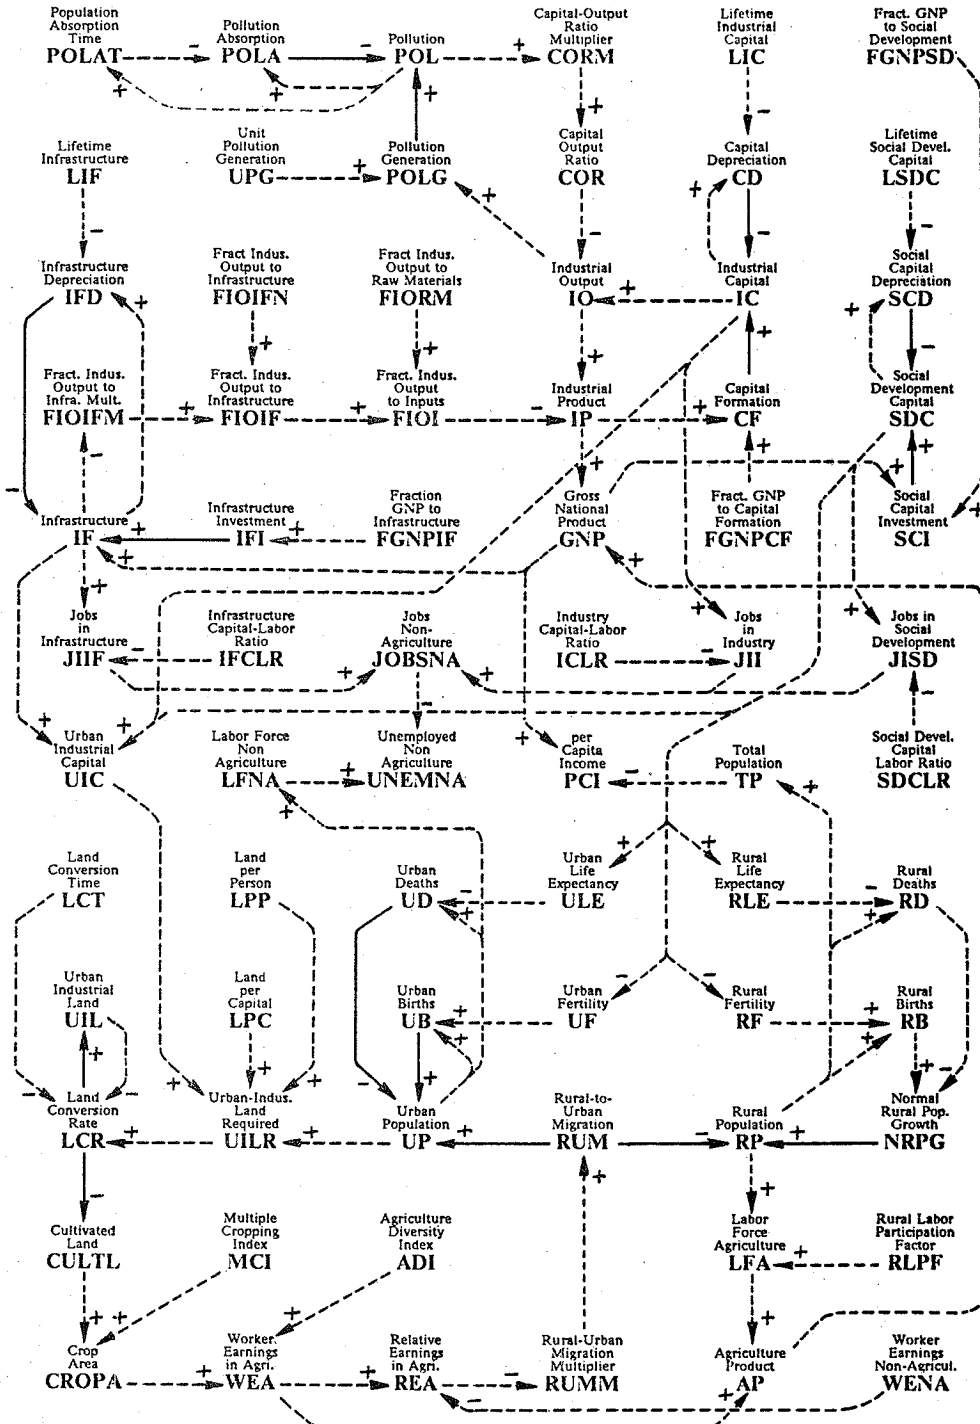 Population
Absorption
Time
POLAT
Pollution
Absorption
POLA
Pollution
POL
Capital-Output
Ratio
Multiplier
CORM
Lifetime
Industrial
Capital
LIC
Fract. GNP
to Social
Development
FGNPSD
Lifetime
Infrastructure
LIF
Unit
Pollution
Generation
UPG
Pollution
Generation
POLG
Capital
Output
Ratio
COR
Capital
Depreciation
CD
Lifetime
Social Devel.
Capital
LSDC
Infrastructure
Depreciation
IFD
Fract Indus.
Output to
Infrastructure
FIOIFN
Fract Indus.
Output to
Raw Materials
FIORM
Industrial
Output
IO
Industrial
Capital
IC
Social
Capital
Depreciation
SCD
Fract. Indus.
Output to
Infra. Mult.
FIOIFM
Fract. Indus.
Output to
Infrastructure
FIOIF
Fract. Indus.
Output
to Inputs
FIOI
Industrial
Product
IP
Capital
Formation
CF
Social
Development
Capital
SDC
Infrastructure
IF
Infrastructure
Investment
IFI
Fraction
GNP to
Infrastructure
FGNPIF
Gross
National
Product
GNP
Fract. GNP
to Capital
Formation
FGNPCF
Social
Capital
Investment
SCI
Jobs
in
Infrastructure
JIIF
Infrastructure
Capital-Labor
Ratio
IFCLR
Jobs
Non-
Agriculture
JOBSNA
Industry
Capital-Labor
Ratio
ICLR
Jobs
in
Industry
JII
Jobs in
Social
Development
JISD
Urban
Industrial
Capital
UIC
Labor Force
Non
Agriculture
LFNA
Unemployed
Non
Agriculture
UNEMNA
per
Capita
Income
PCI
Total
Population
TP
Social Devel.
Capital
Labor Ratio
SDCLR
Land
Conversion
Time
LCT
Land
per
Person
LPP
Urban
Deaths
UD
Urban
Life
Expectancy
ULE
Rural
Life
Expectancy
RLE
Rural
Deaths
RD
Urban
Industrial
Land
UIL
Land
per
Capital
LPC
Urban
Births
UB
Urban
Fertility
UF
Rural
Fertility
RF
Rural
Births
RB
Land
Conversion
Rate
LCR
Urban-Indus.
Land
Required
UILR
Urban
Population
UP
Rural-to-
Urban
Migration
RUM
Rural
Population
RP
Normal
Rural Pop.
Growth
NRPG
Cultivated
Land
CULTL
Multiple
Cropping
Index
MCI
Agriculture
Diversity
Index
ADI
Labor
Force
Agriculture
LFA
Rural Labor
Participation
Factor
RLPF
Crop
Area
CROPA
Worker
Earnings
in Agri.
WEA
Relative
Earnings
in Agri.
REA
Rural-Urban
Migration
Multiplier
RUMM
Agriculture
Product
AP
Worker
Earnings
Non-Agricul.
WENA